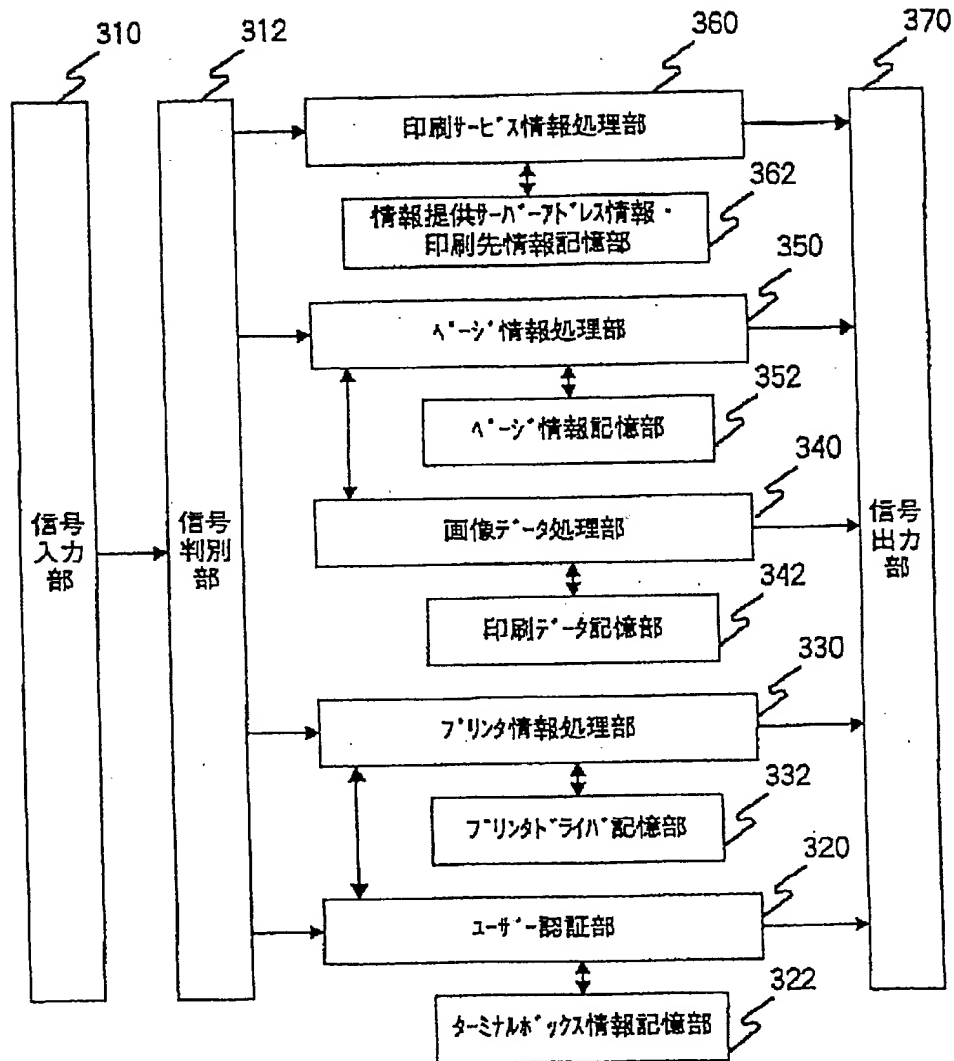 310
312
360
370
印刷サービス情報処理部
362
情報提供サーバーアドレス情報・
印刷先情報記憶部
350
ページ情報処理部
352
ページ情報記憶部
340
信号
入力
部
信号
判別
部
画像データ処理部
信号
出力
部
342
印刷データ記憶部
330
プリンタ情報処理部
332
プリンタドライバ記憶部
320
ユーザー認証部
322
ターミナルボックス情報記憶部